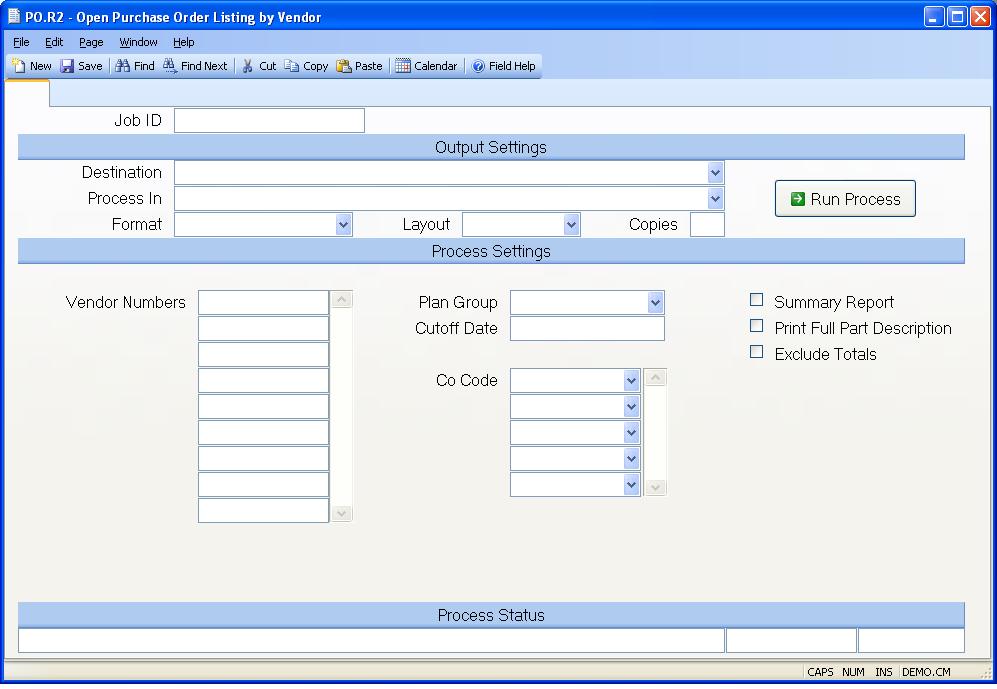 PO.R2 - Open Purchase Order Listing by Vendor
File Edit Page Window Help
New Save Find Find Next Cut Copy Paste Calendar Field Help
Job ID
Output Settings
Destination
Process In
Run Process
Format Layout Copies
Process Settings
Vendor Numbers Plan Group Summary Report
Cutoff Date Print Full Part Description
Exclude Totals
Co Code
Process Status
CAPS NUM INS DEMO.CM